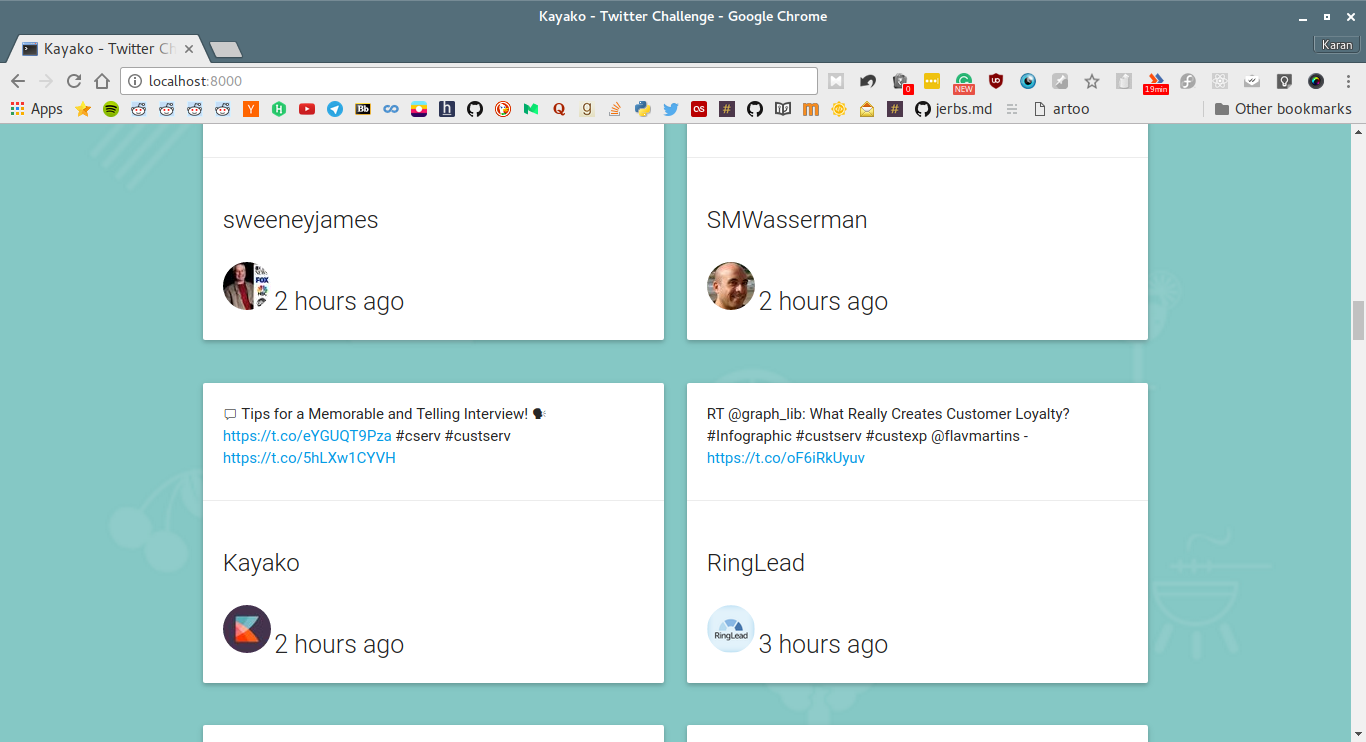 Kayako - Twitter Challenge - Google Chrome
Kayako - Twitter Ch
Karan
localhost:8000
0
NEW
19min
Apps
jerbs.md
artoo
Other bookmarks
sweeneyjames
2 hours ago
SMWasserman
2 hours ago
Tips for a Memorable and Telling Interview!
https://t.co/eYGUQT9Pza #cserv #custserv
https://t.co/5hLXw1CYVH
Kayako
2 hours ago
RT @graph_lib: What Really Creates Customer Loyalty?
#Infographic #custserv #custexp @flavmartins -
https://t.co/oF6iRkUyuv
RingLead
RingLead
3 hours ago